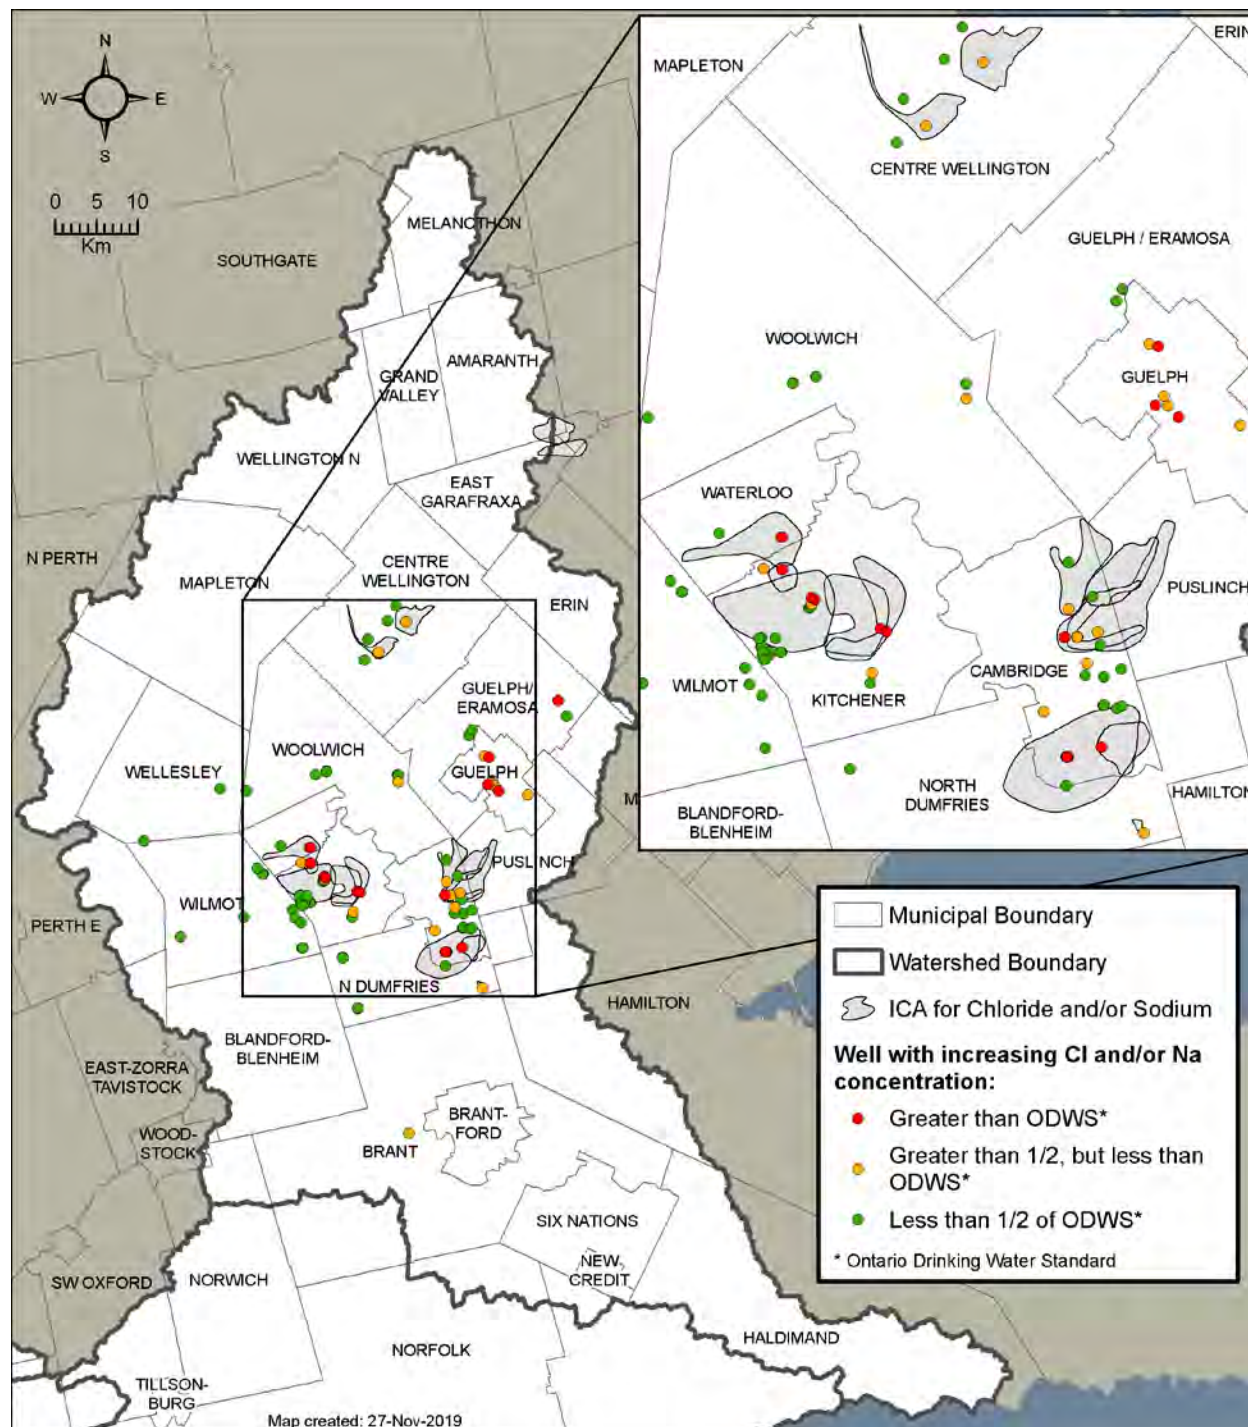 N
W
E
S
0 5 10
Km
MELANCTHON
SOUTHGATE
AMARANTH
GRAND
VALLEY
WELLINGTON N
EAST
GARAFRAXA
N PERTH
CENTRE
WELLINGTON
MAPLETON
ERIN
GUELPH/
ERAMOSA
WOOLWICH
WELLESLEY
GUELPH
PUSLINCH
WILMOT
PERTH E
N DUMFRIES
HAMILTON
BLANDFORD-
BLENHEIM
EAST-ZORRA
TAVISTOCK
WOOD-
STOCK
BRANT-
FORD
BRANT
SIX NATIONS
NEW
CREDIT
SW OXFORD
NORWICH
HALDIMAND
NORFOLK
TILLSON-
BURG
Map created: 27-Nov-2019
MAPLETON
ERIN
CENTRE WELLINGTON
GUELPH / ERAMOSA
WOOLWICH
GUELPH
WATERLOO
PUSLINCH
CAMBRIDGE
WILMOT
KITCHENER
NORTH
DUMFRIES
HAMILTON
BLANDFORD-
BLENHEIM
M
Municipal Boundary
Watershed Boundary
ICA for Chloride and/or Sodium
Well with increasing Cl and/or Na
concentration:
Greater than ODWS*
Greater than 1/2, but less than
ODWS*
Less than 1/2 of ODWS*
* Ontario Drinking Water Standard